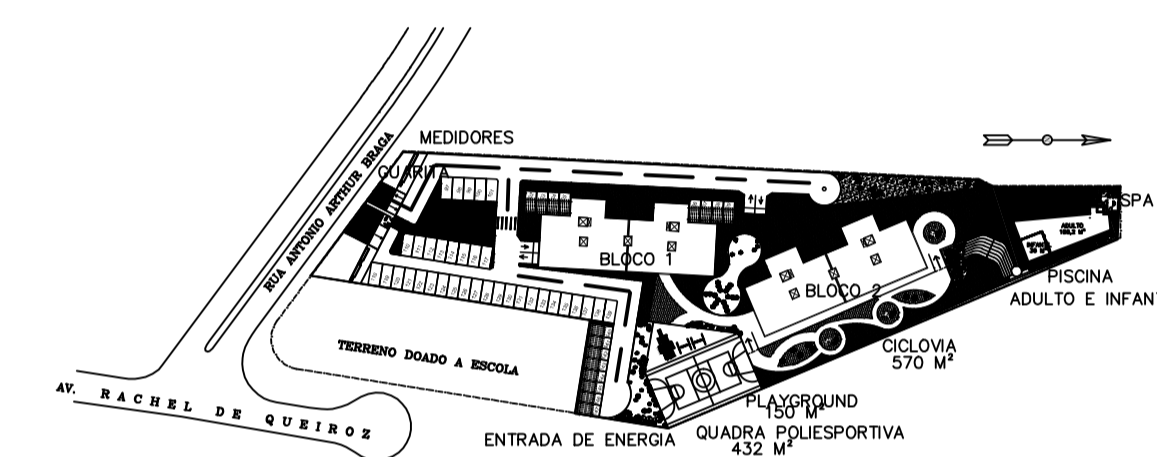 MEDIDORES
GUARITA
RUA ANTONIO ARTHUR BRAGA
SPA
ADULTO
BLOCO 1
BLOCO 2
PISCINA
ADULTO E INFANT
TERRENO DOADO A ESCOLA
CICLOVIA
570 M²
AV. RACHEL DE QUEIROZ
PLAYGROUND
150 M²
ENTRADA DE ENERGIA
QUADRA POLIESPORTIVA
432 M²